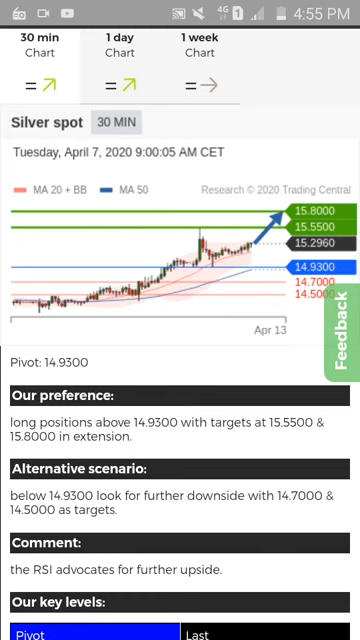 4G 1 4:55 PM
30 min 1 day 1 week
Chart Chart Chart
= = =
Silver spot 30 MIN
Tuesday, April 7, 2020 9:00:05 AM CET
MA 20 + BB MA 50 Research © 2020 Trading Central
15.8000
15.5500
15.2960
14.9300
14.7000
14.5000
Apr 13
Feedback
Pivot: 14.9300
Our preference:
long positions above 14.9300 with targets at 15.5500 &
15.8000 in extension.
Alternative scenario:
below 14.9300 look for further downside with 14.7000 &
14.5000 as targets.
Comment:
the RSI advocates for further upside.
Our key levels:
Pivot Last